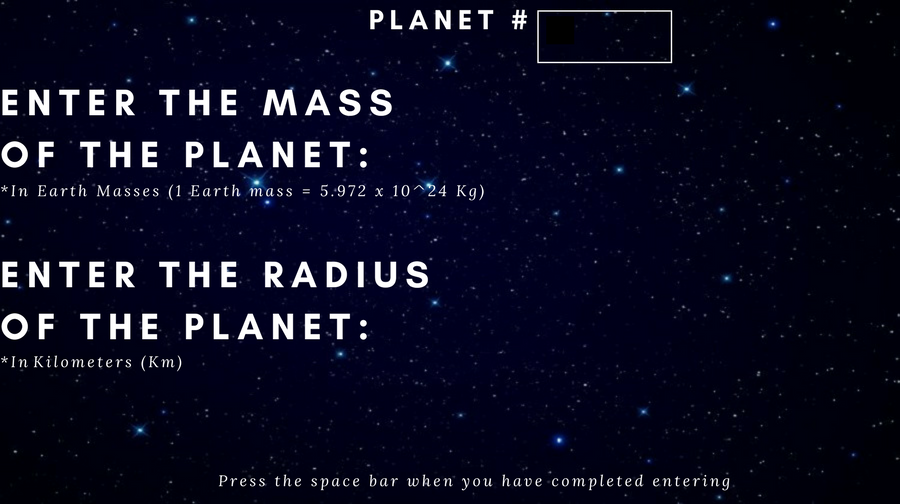 PLANET #
ENTER THE MASS
OF THE PLANET:
*In Earth Masses (1 Earth mass = 5.972 x 10^24 Kg)
ENTER THE RADIUS
OF THE PLANET:
*In Kilometers (Km)
Press the space bar when you have completed entering